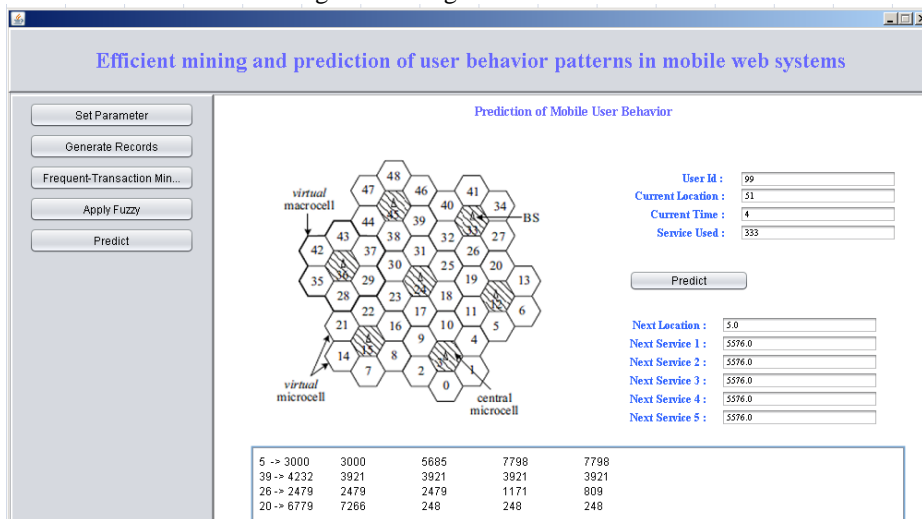 Efficient mining and prediction of user behavior patterns in mobile web systems
Set Parameter
Generate Records
Frequent-Transaction Min...
Apply Fuzzy
Predict
Prediction of Mobile User Behavior
virtual
macrocell
48
47 46 41
45 40 34
44 39 33 BS
43 38 32 27
42 37 31 26
36 30 25 20
35 29 24 19 13
28 23 18 12
22 17 11 6
21 16 10 5
15 9 4
14 8 3
7 2 1
0
virtual
microcell
central
microcell
User Id : 99
Current Location : 51
Current Time : 4
Service Used : 333
Predict
Next Location : 5.0
Next Service 1 : 5576.0
Next Service 2 : 5576.0
Next Service 3 : 5576.0
Next Service 4 : 5576.0
Next Service 5 : 5576.0
5 -> 3000 3000 5685 7798 7798
39 -> 4232 3921 3921 3921 3921
26 -> 2479 2479 2479 1171 809
20 -> 6779 7266 248 248 248